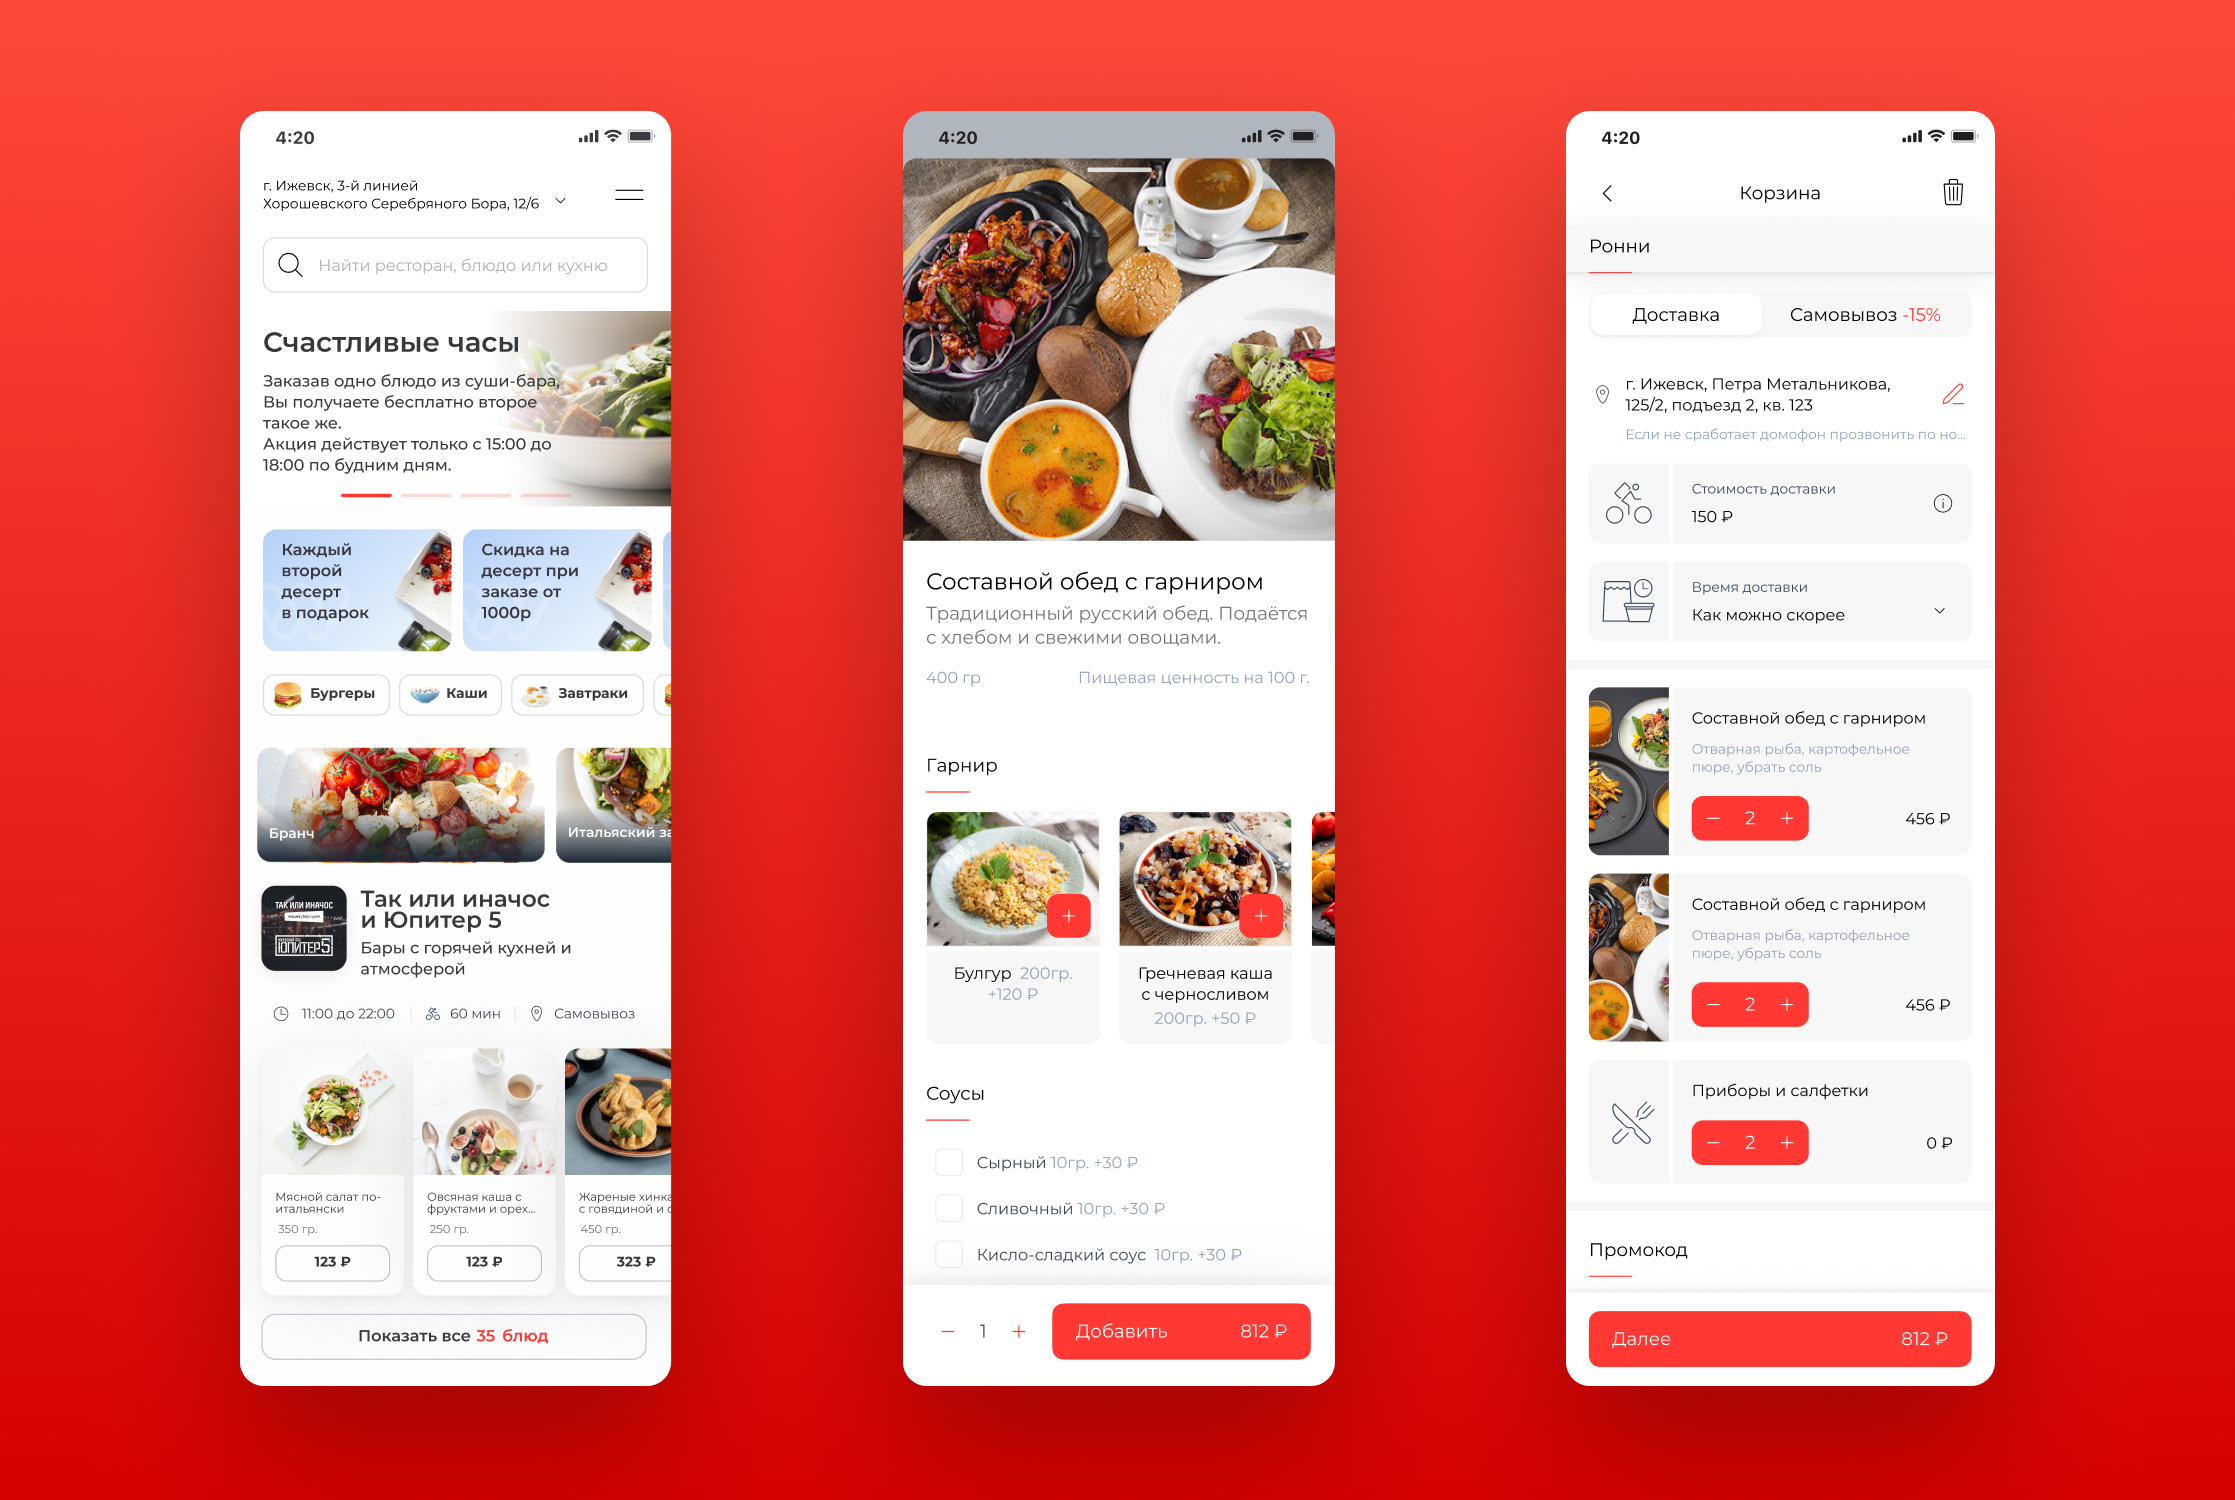 4:20
г. Ижевск, 3-й линией
Хорошевского Серебряного Бора, 12/6
Найти ресторан, блюдо или кухню
Счастливые часы
Заказав одно блюдо из суши-бара,
Вы получаете бесплатно второе
такое же.
Акция действует только с 15:00 до
18:00 по будним дням.
Каждый
второй
десерт
в подарок
Скидка на
десерт при
заказе от
1000р
Бургеры
Каши
Завтраки
Бранч
Итальяский за
ТАК ИЛИ ИНАЧОС
ЮПИТЕР 5
Так или иначос
и Юпитер 5
Бары с горячей кухней и
атмосферой
11:00 до 22:00
60 мин
Самовывоз
Мясной салат по-
итальянски
350 гр.
123 ₽
Овсяная каша с
фруктами и орех...
250 гр.
123 ₽
Жареные хинка
с говядиной и с
450 гр.
323 ₽
Показать все 35 блюд
4:20
Составной обед с гарниром
Традиционный русский обед. Подаётся
с хлебом и свежими овощами.
400 гр
Пищевая ценность на 100 г.
Гарнир
Булгур 200гр.
+120 ₽
Гречневая каша
с черносливом
200гр. +50 ₽
Соусы
Сырный 10гр. +30 ₽
Сливочный 10гр. +30 ₽
Кисло-сладкий соус 10гр. +30 ₽
1
Добавить 812 ₽
4:20
Корзина
Ронни
Доставка
Самовывоз -15%
г. Ижевск, Петра Метальникова,
125/2, подъезд 2, кв. 123
Если не сработает домофон прозвонить по но...
Стоимость доставки
150 ₽
Время доставки
Как можно скорее
Составной обед с гарниром
Отварная рыба, картофельное
пюре, убрать соль
2
456 ₽
Составной обед с гарниром
Отварная рыба, картофельное
пюре, убрать соль
2
456 ₽
Приборы и салфетки
2
0 ₽
Промокод
Далее 812 ₽